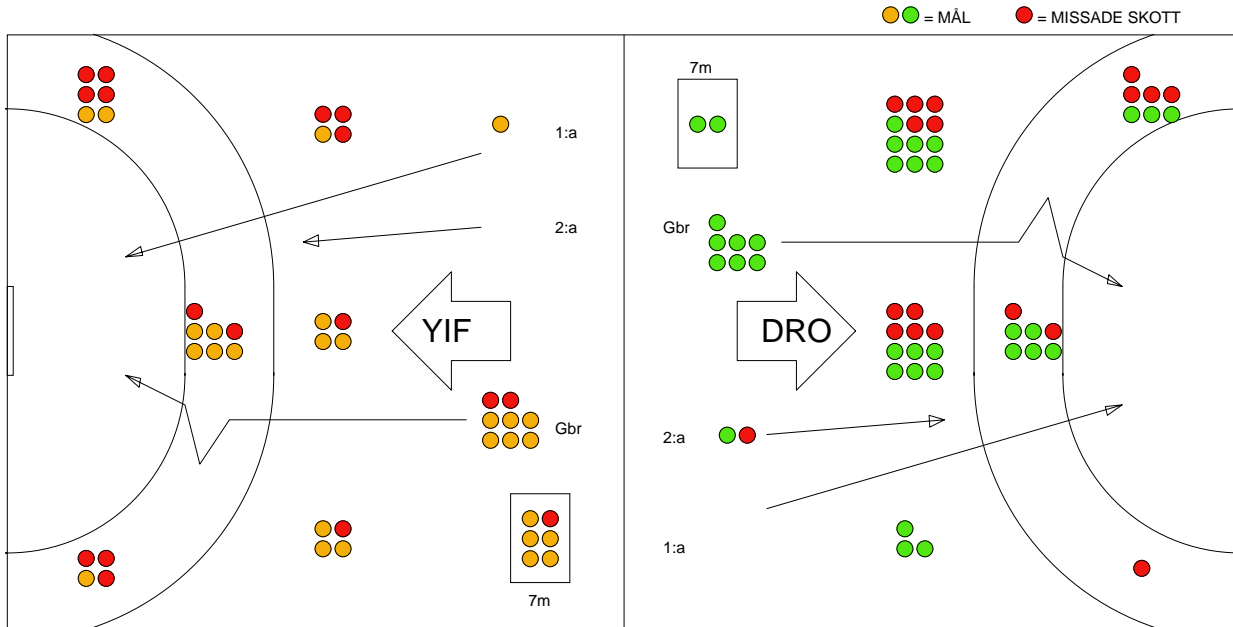 = MÅL
= MISSADE SKOTT
7m
1:a
2:a
Gbr
YIF
DRO
Gbr
2:a
1:a
7m